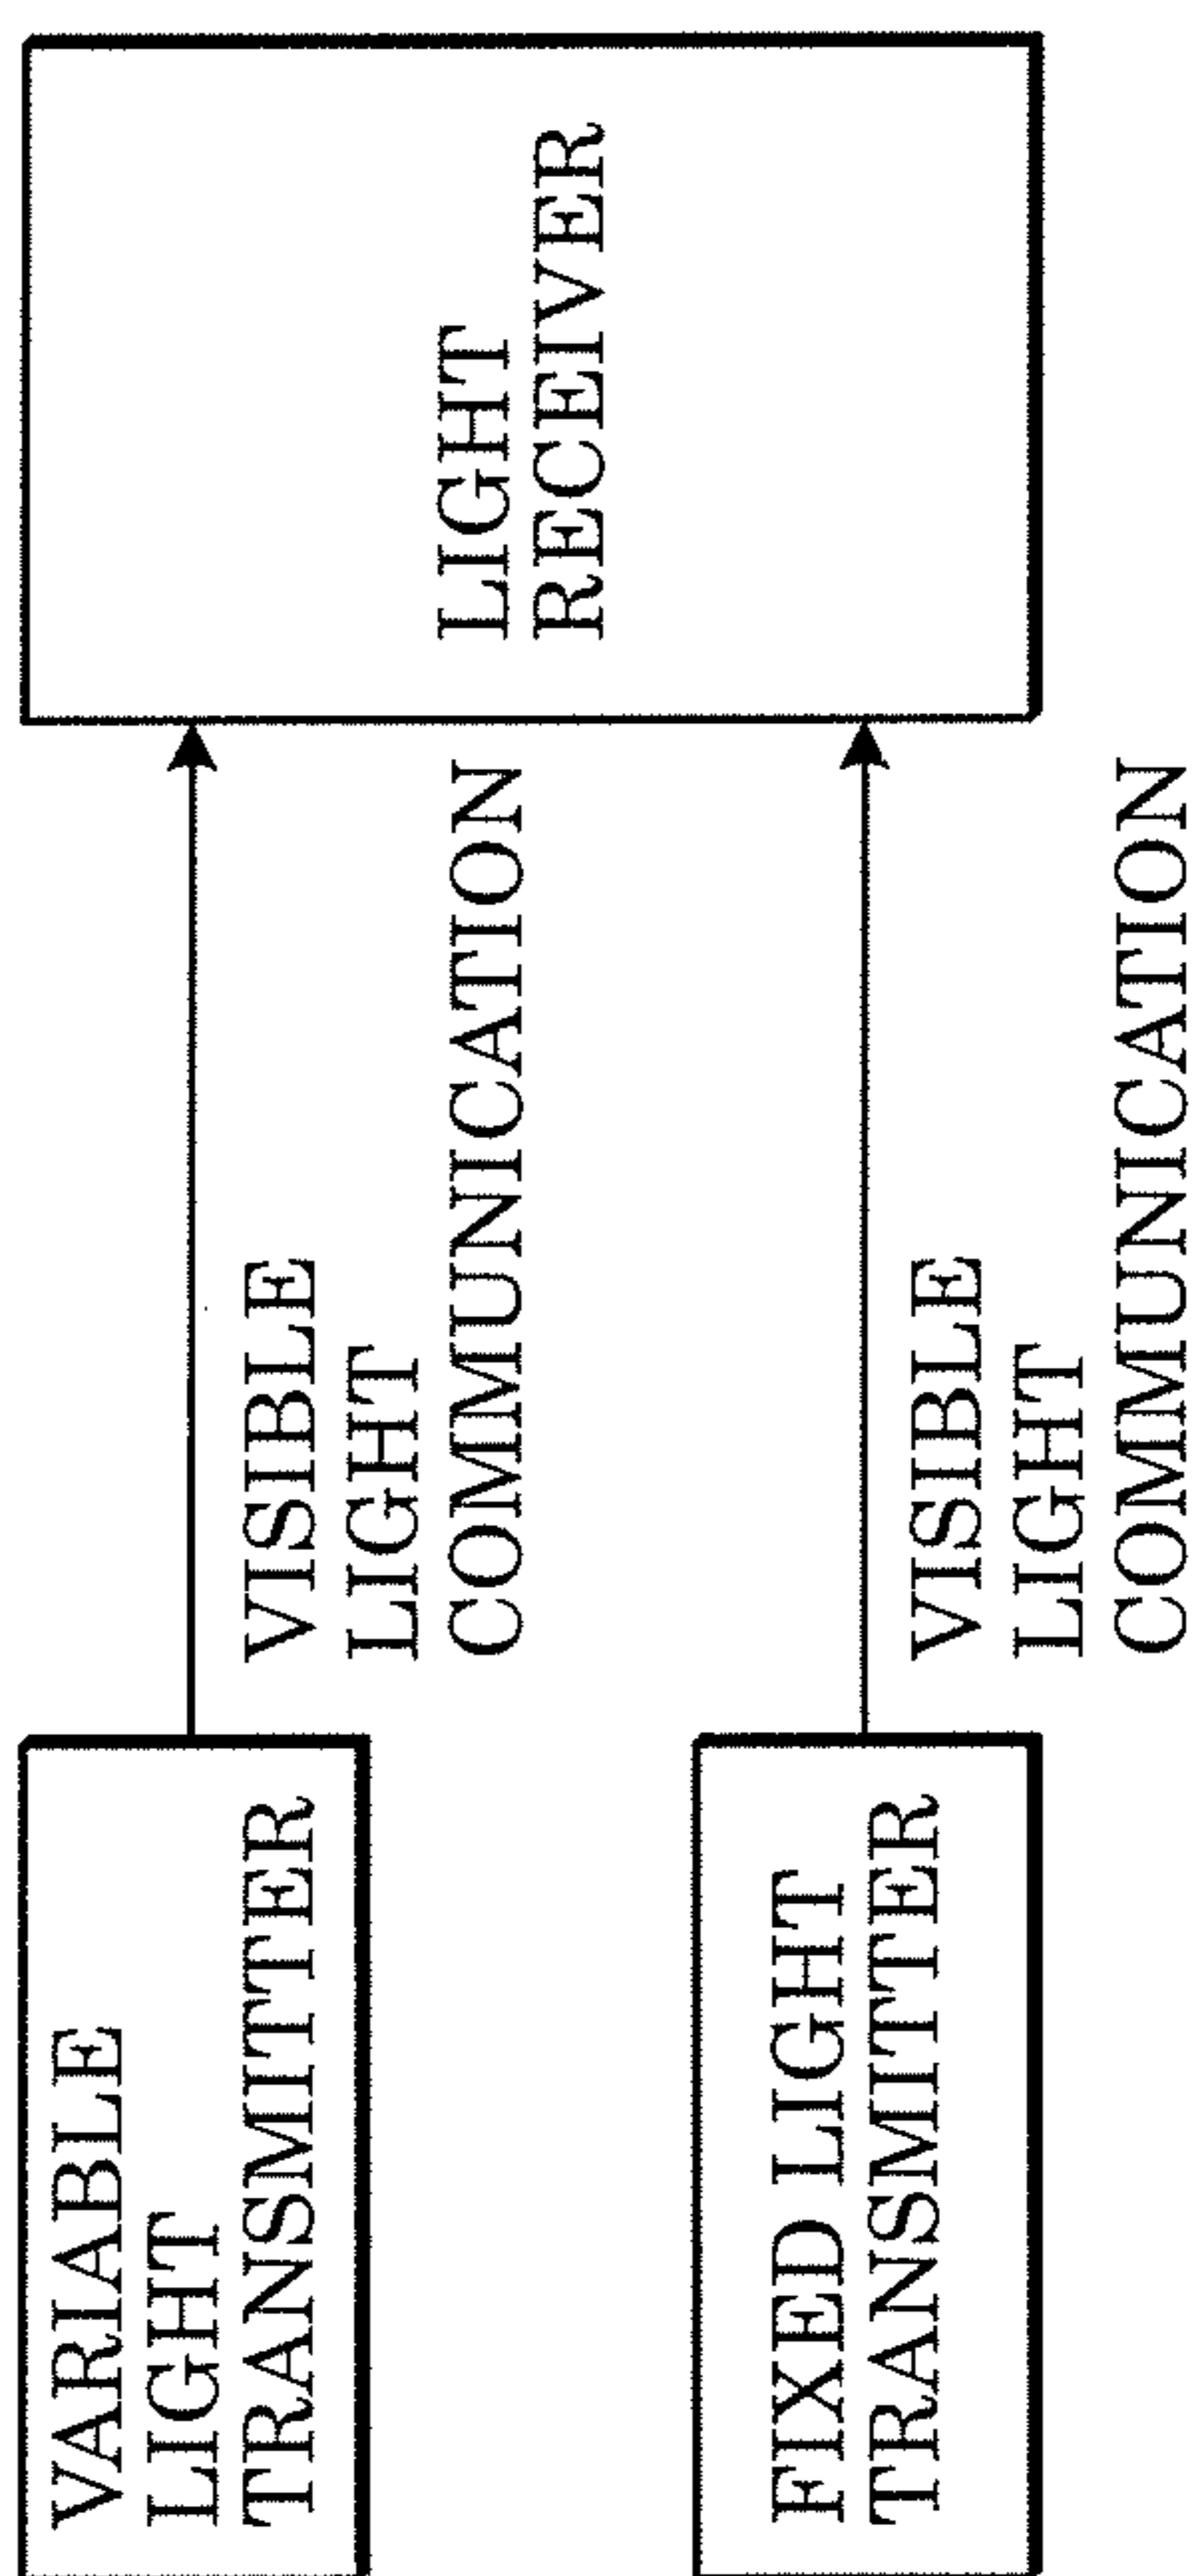 VARIABLE
LIGHT
TRANSMITTER
VISIBLE
LIGHT
COMMUNICATION
LIGHT
RECEIVER
FIXED LIGHT
TRANSMITTER
VISIBLE
LIGHT
COMMUNICATION